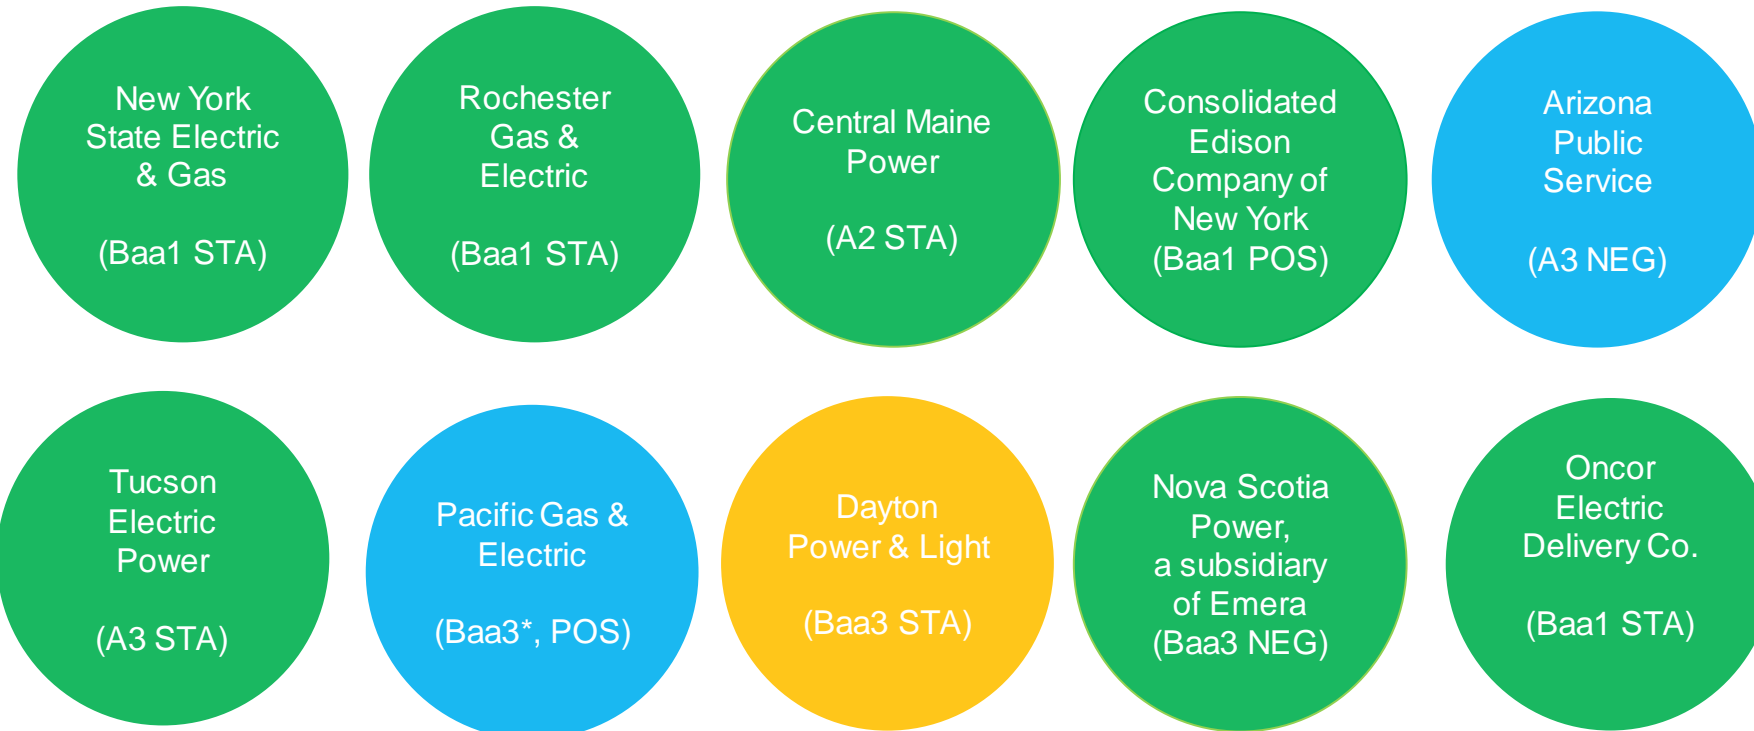 New York
State Electric
& Gas
(Baa1 STA)
Rochester
Gas &
Electric
(Baa1 STA)
Central Maine
Power
(A2 STA)
Consolidated
Edison
Company of
New York
(Baa1 POS)
Arizona
Public
Service
(A3 NEG)
Tucson
Electric
Power
(A3 STA)
Pacific Gas &
Electric
(Baa3*, POS)
Dayton
Power & Light
(Baa3 STA)
Nova Scotia
Power,
a subsidiary
of Emera
(Baa3 NEG)
Oncor
Electric
Delivery Co.
(Baa1 STA)